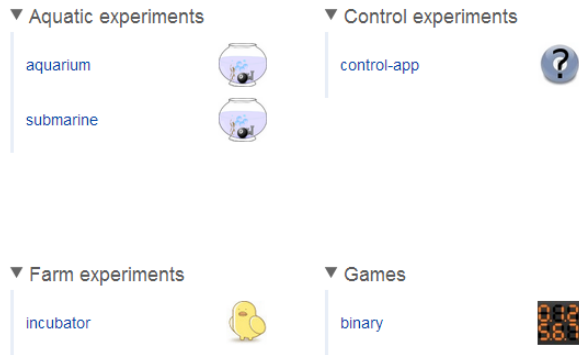 Aquatic experiments
aquarium
submarine
Control experiments
control-app
?
Farm experiments
incubator
Games
binary